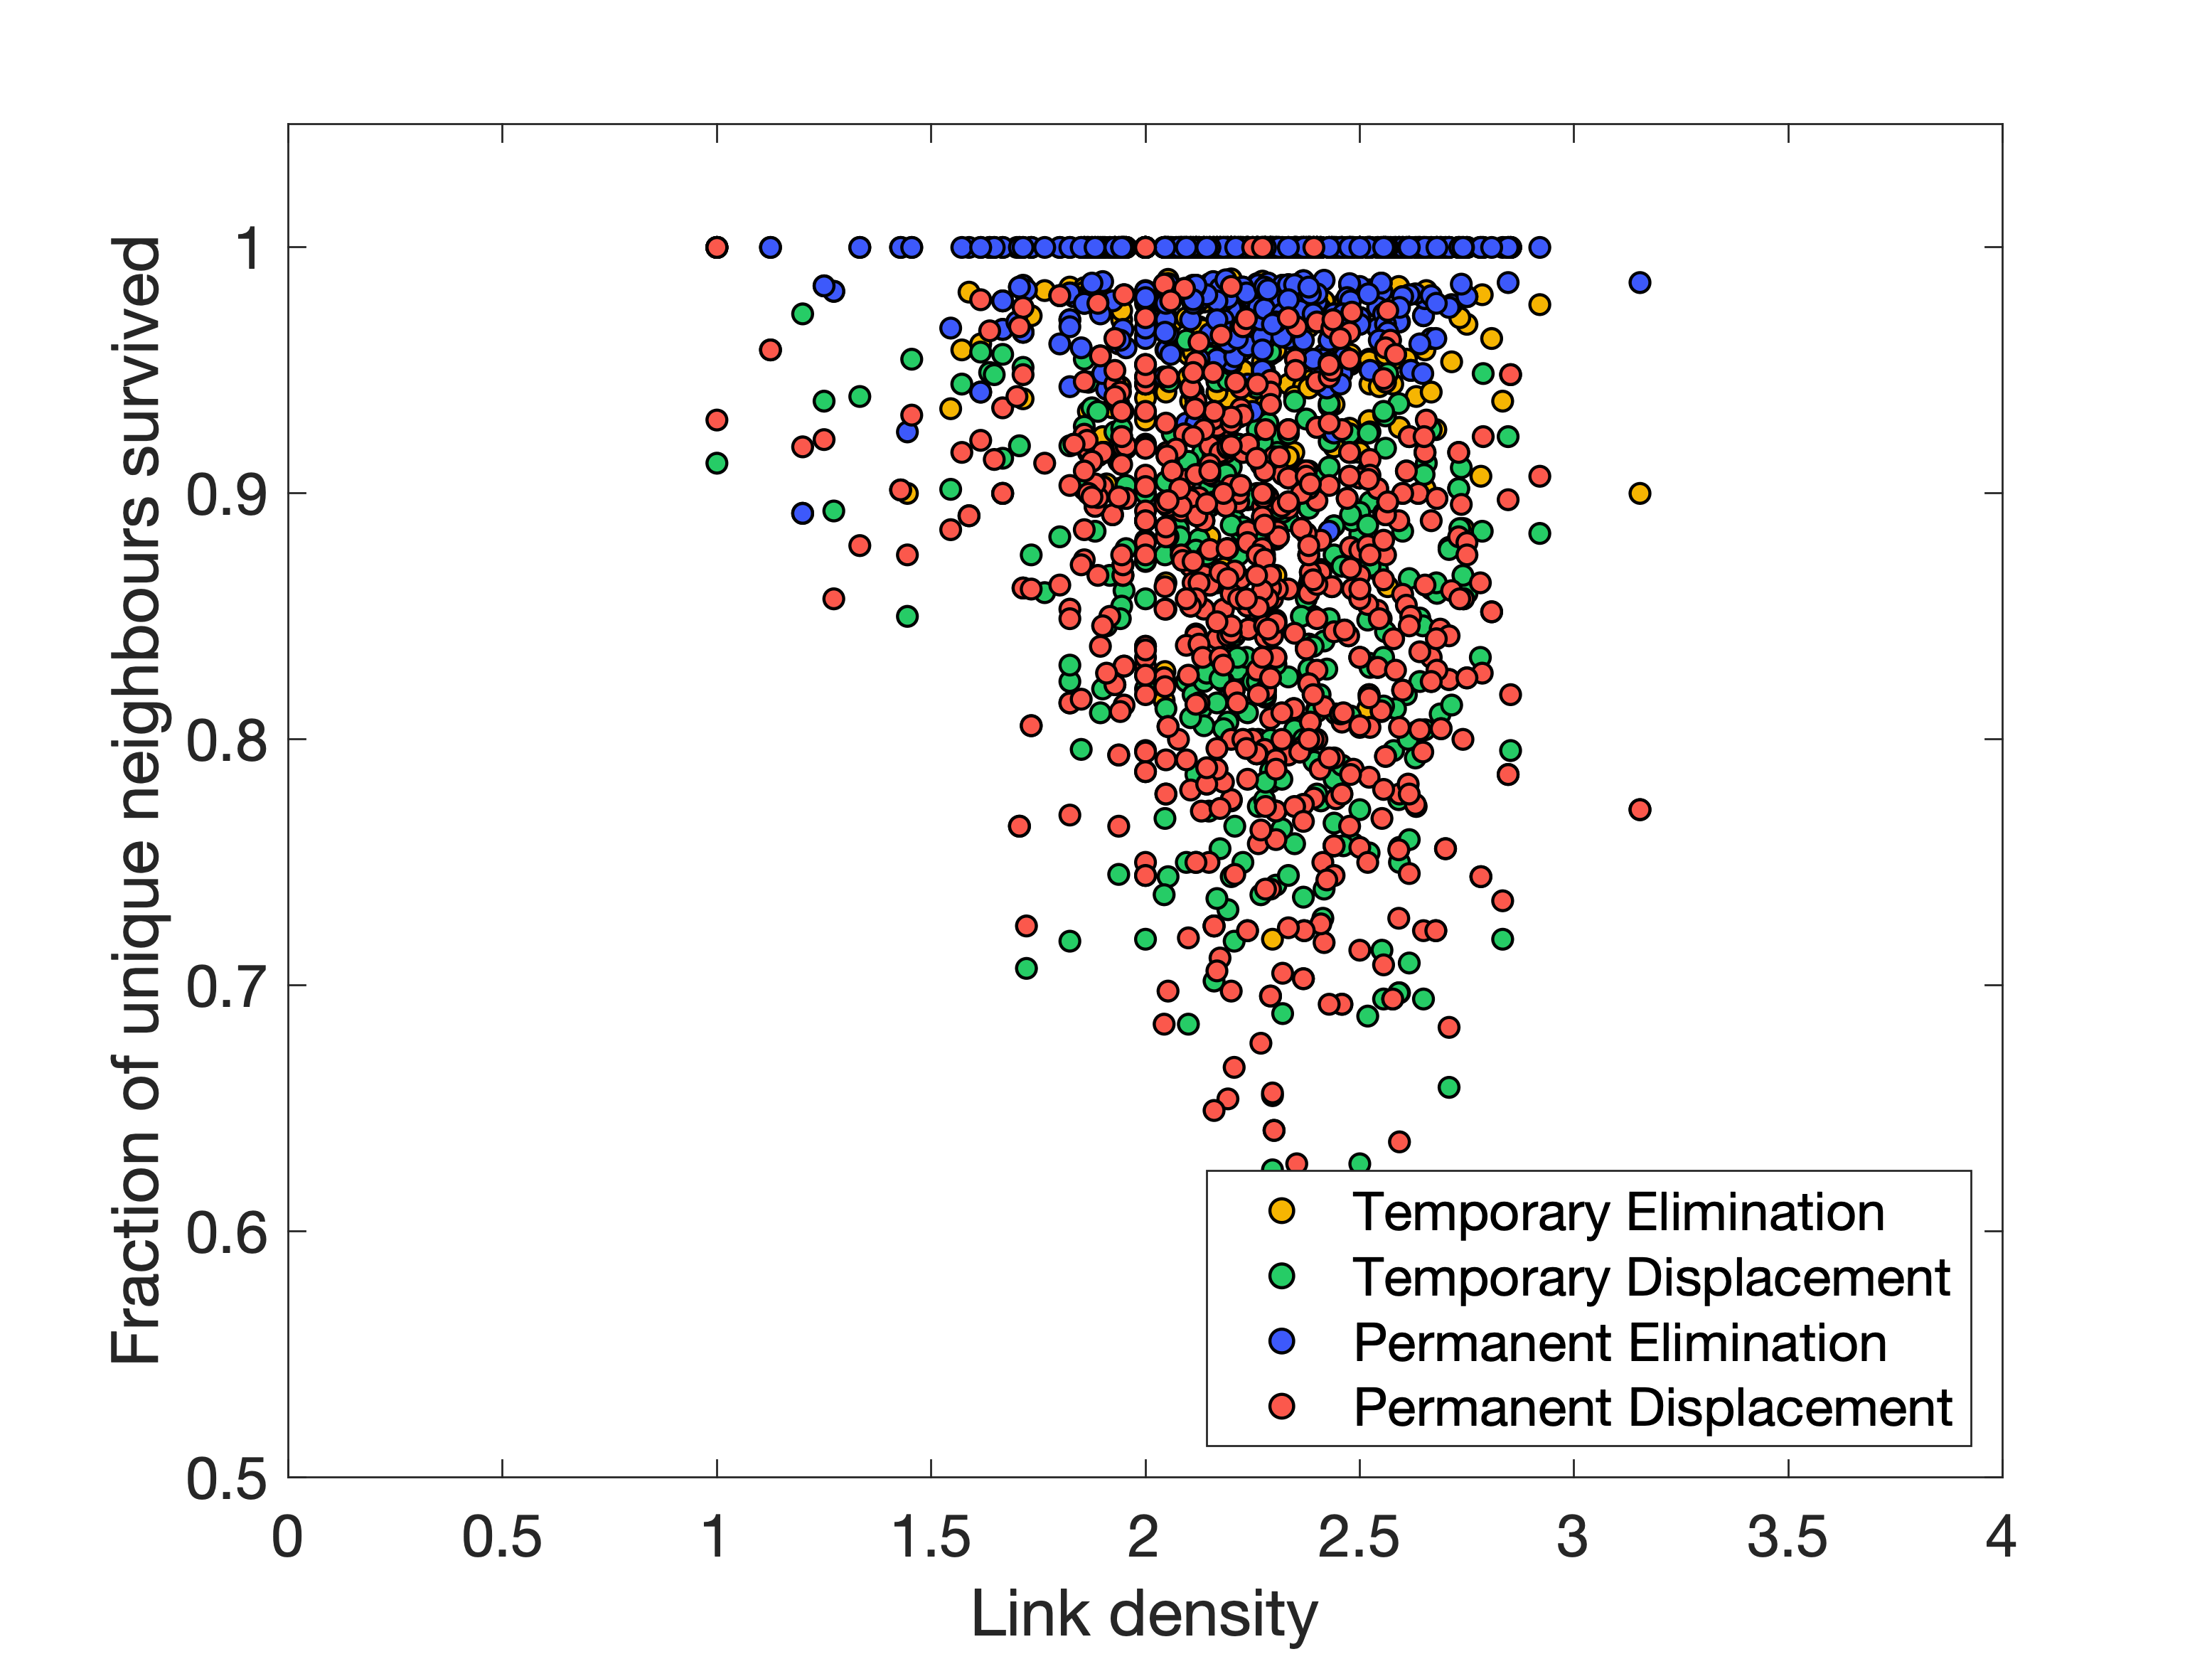 Fraction of unique neighbours survived
1
0.9
0.8
0.7
0.6
0.5
0
0.5
1
1.5
2
2.5
3
3.5
4
Link density
Temporary Elimination
Temporary Displacement
Permanent Elimination
Permanent Displacement